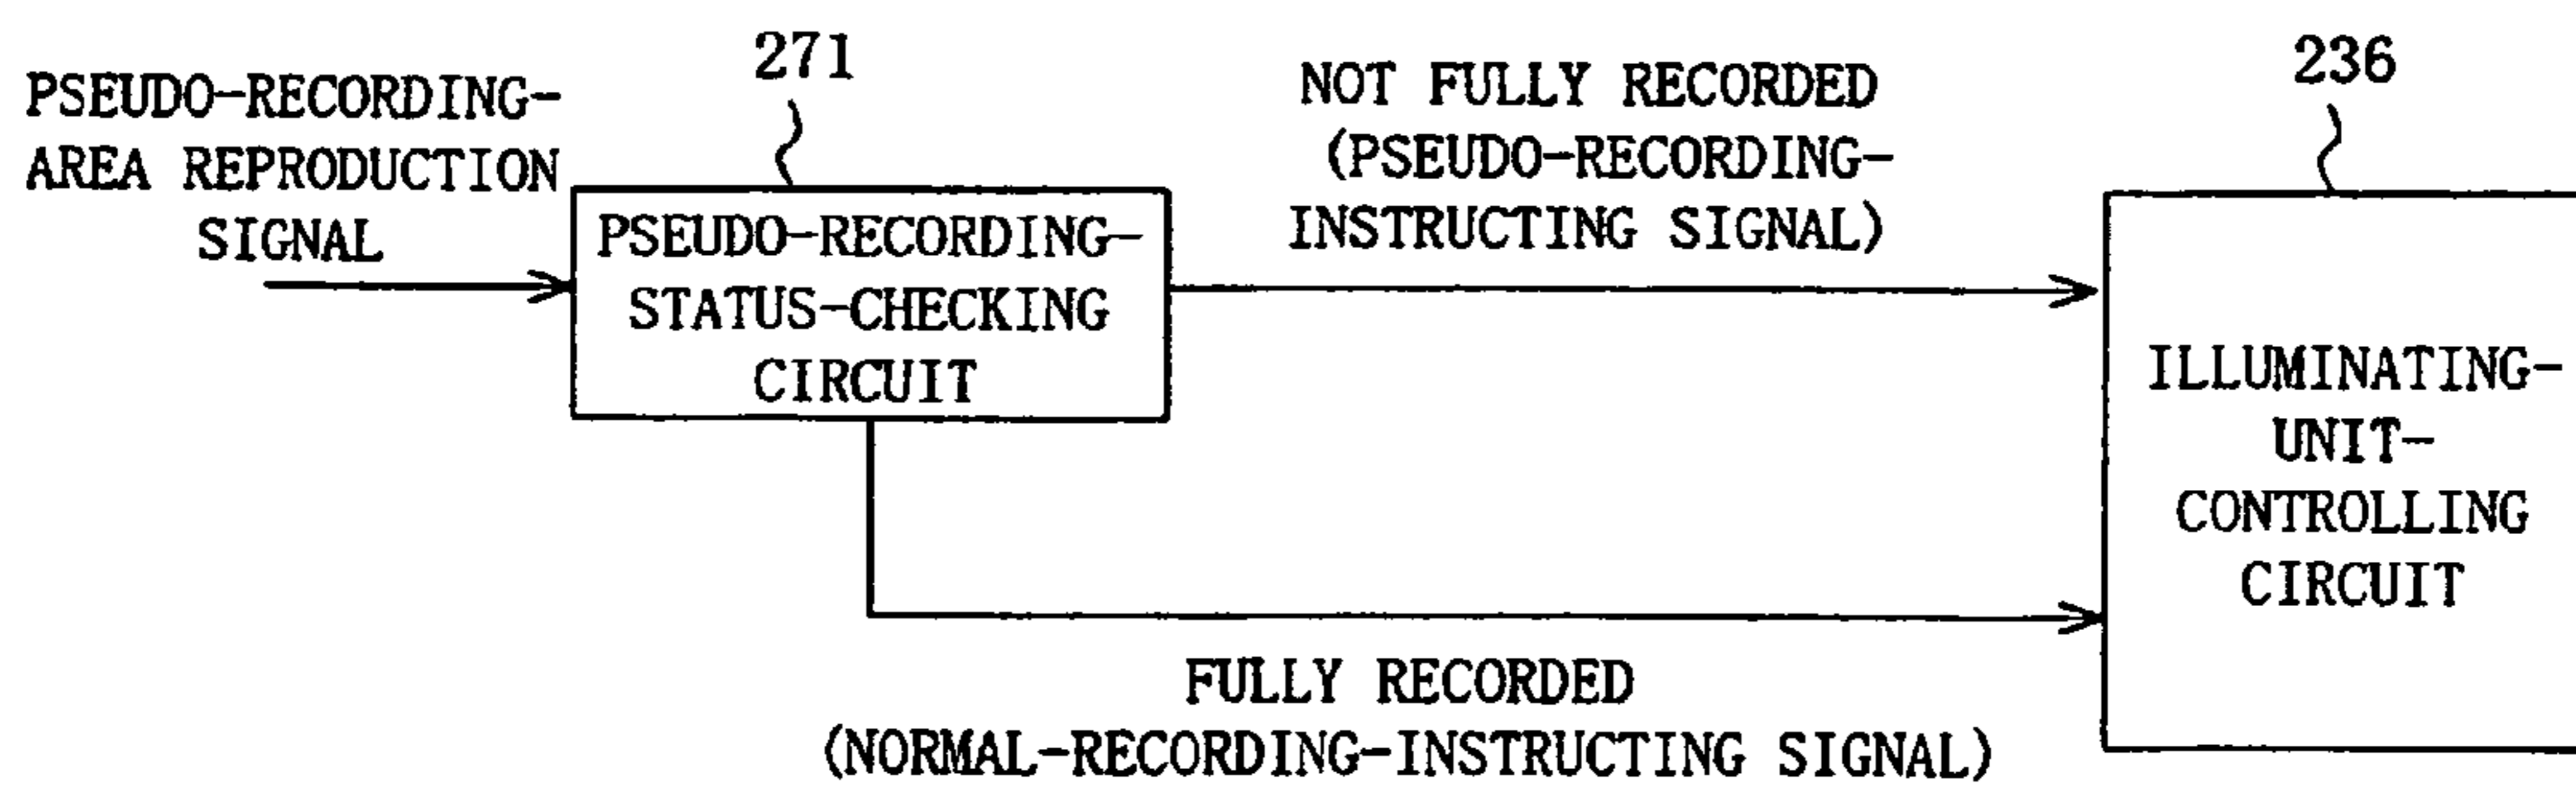 271
236
PSEUDO-RECORDING-
AREA REPRODUCTION
SIGNAL
PSEUDO-RECORDING-
STATUS-CHECKING
CIRCUIT
NOT FULLY RECORDED
(PSEUDO-RECORDING-
INSTRUCTING SIGNAL)
ILLUMINATING-
UNIT-
CONTROLLING
CIRCUIT
FULLY RECORDED
(NORMAL-RECORDING-INSTRUCTING SIGNAL)